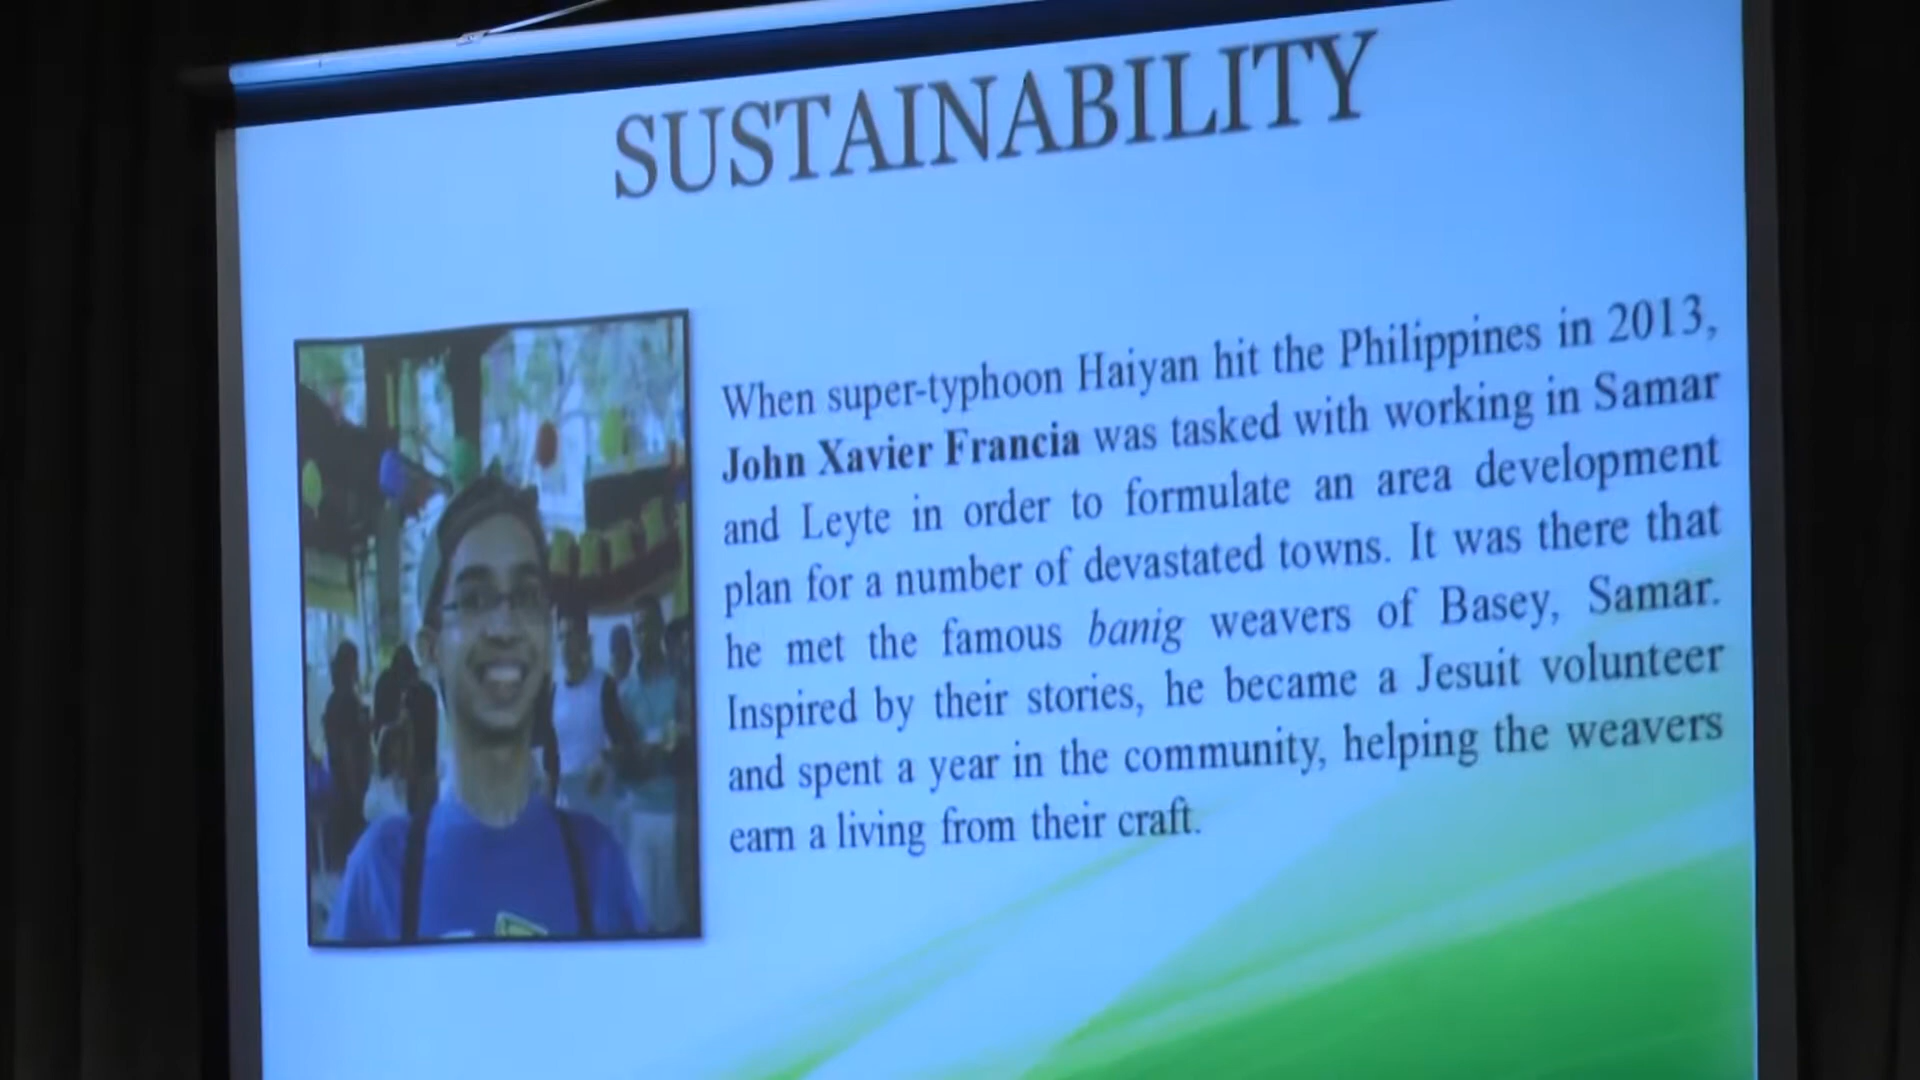 SUSTAINABILITY
When super-typhoon Haiyan hit the Philippines in 2013,
John Xavier Francia was tasked with working in Samar
and Leyte in order to formulate an area development
plan for a number of devastated towns. It was there that
he met the famous banig weavers of Basey, Samar.
Inspired by their stories, he became a Jesuit volunteer
and spent a year in the community, helping the weavers
earn a living from their craft.